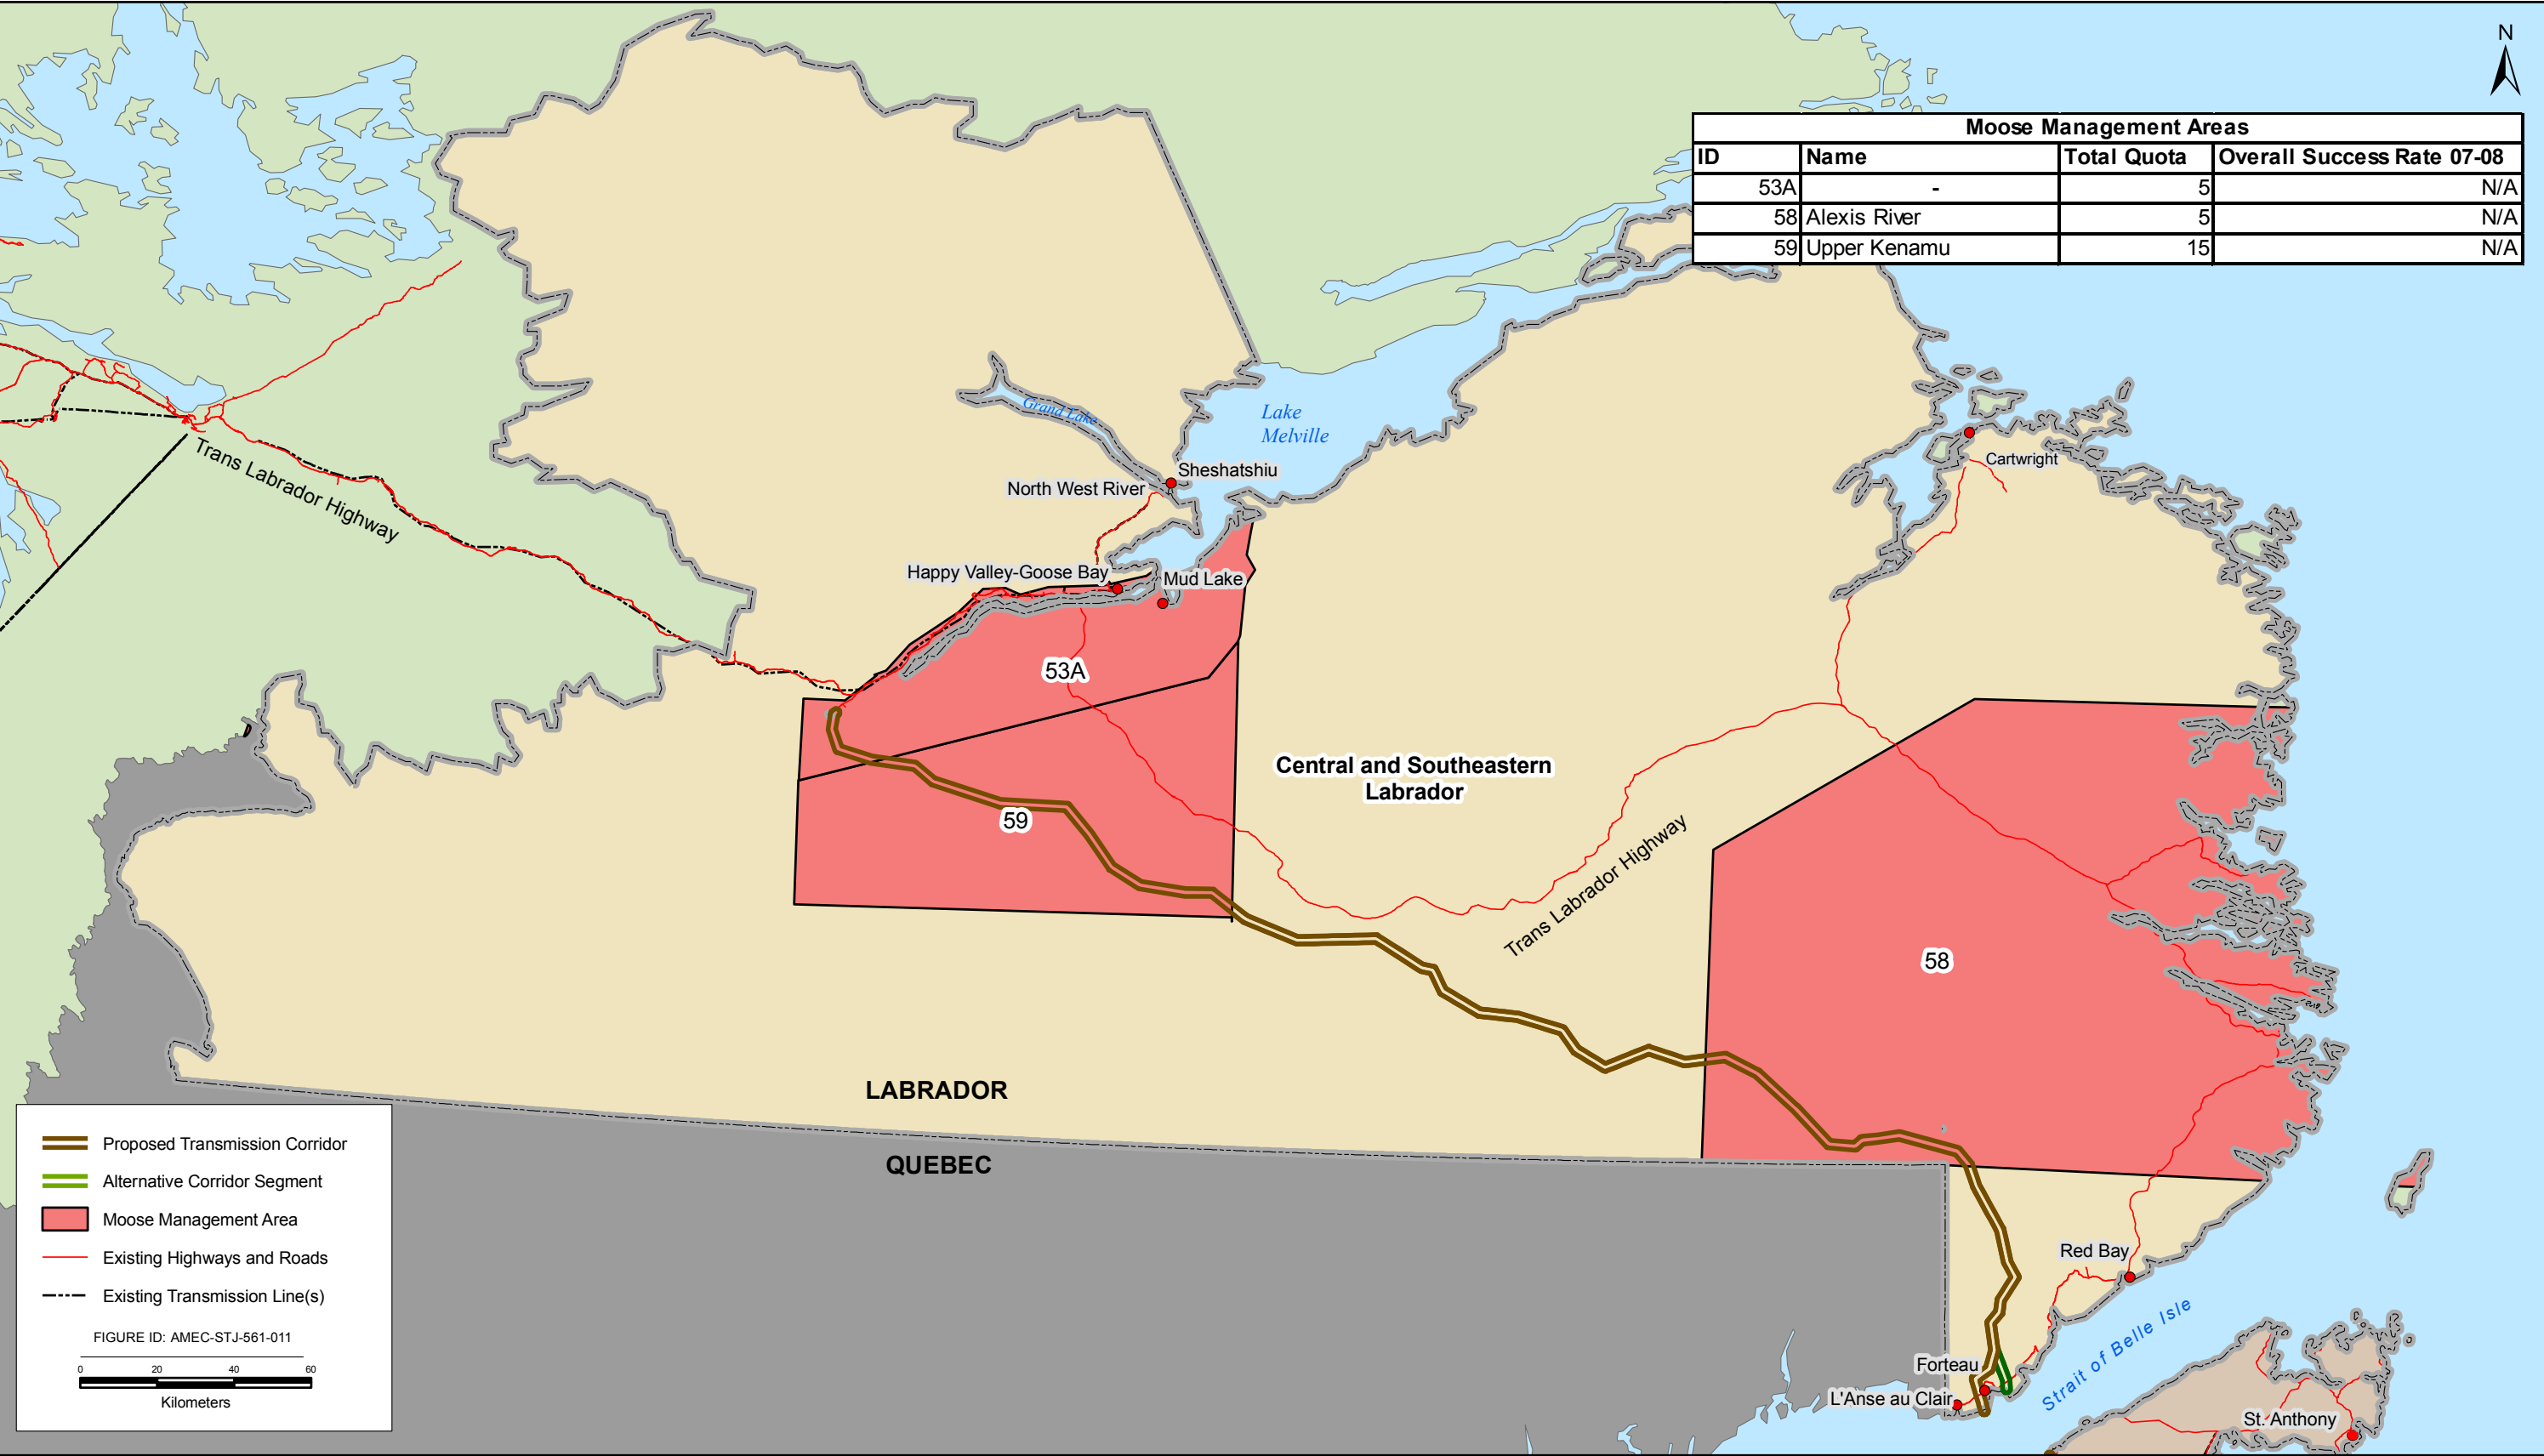 N
Moose Management Areas
ID Name Total Quota Overall Success Rate 07-08
53A - 5 N/A
58 Alexis River 5 N/A
59 Upper Kenamu 15 N/A
Grand Lake
Lake
Melville
Sheshatshiu
North West River
Cartwright
Trans Labrador Highway
Happy Valley-Goose Bay
Mud Lake
53A
Central and Southeastern
Labrador
59
Trans Labrador Highway
58
LABRADOR
QUEBEC
Red Bay
Strait of Belle Isle
Forteau
L'Anse au Clair
St. Anthony
Proposed Transmission Corridor
Alternative Corridor Segment
Moose Management Area
Existing Highways and Roads
Existing Transmission Line(s)
FIGURE ID: AMEC-STJ-561-011
0 20 40 60
Kilometers